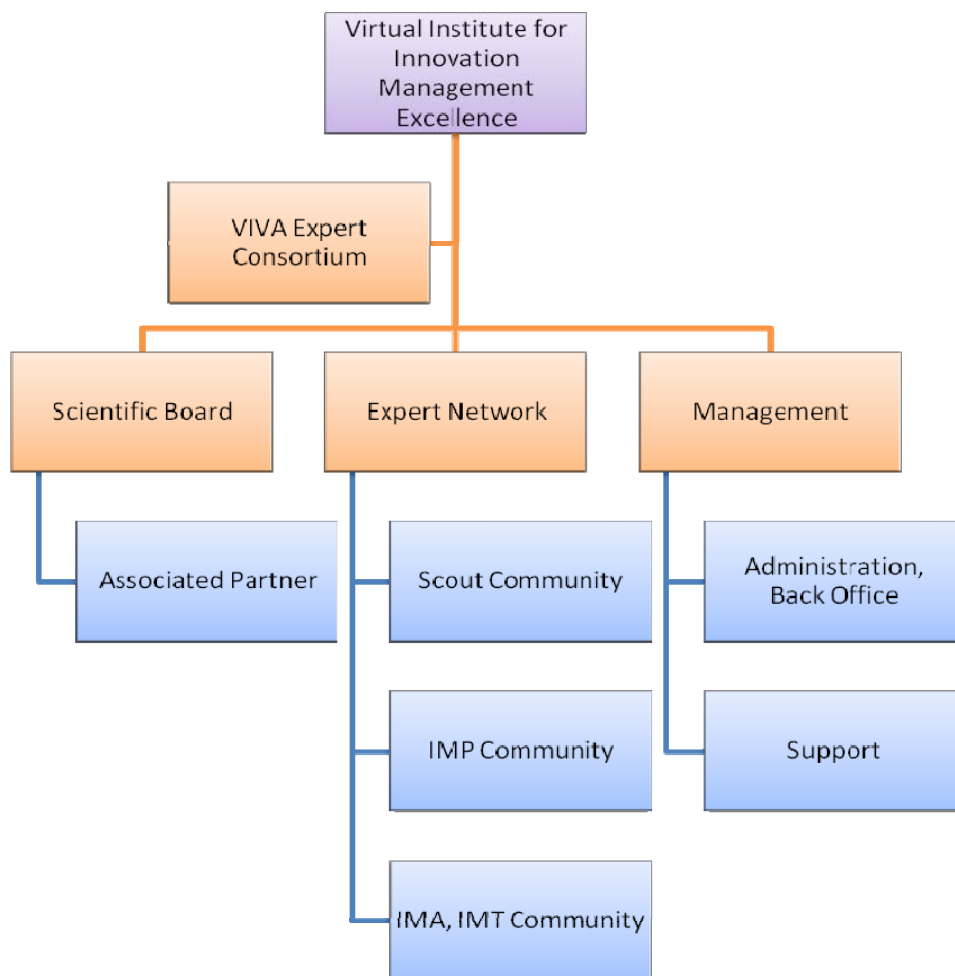 Virtual Institute for
Innovation
Management
Excellence
VIVA Expert
Consortium
Scientific Board
Expert Network
Management
Associated Partner
Scout Community
Administration,
Back Office
IMP Community
Support
IMA, IMT Community